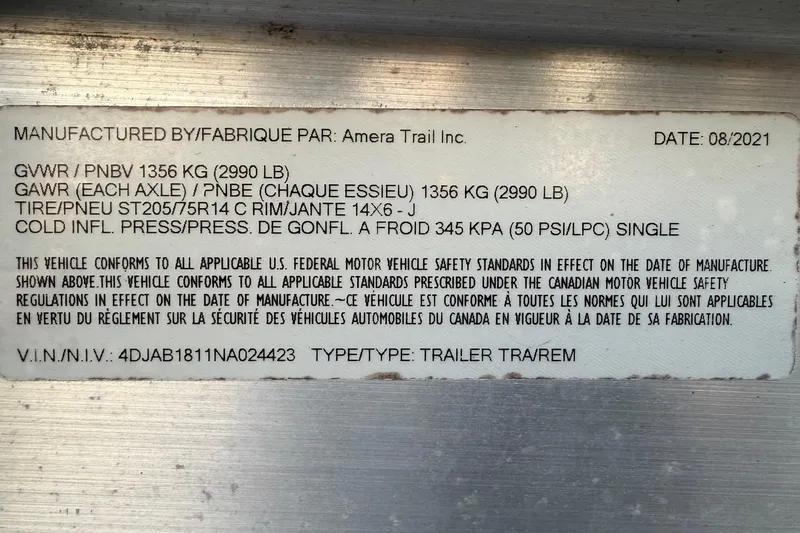 MANUFACTURED BY/FABRIQUE PAR: Amera Trail Inc. DATE: 08/2021
GVWR / PNBV 1356 KG (2990 LB)
GAWR (EACH AXLE) / PNBE (CHAQUE ESSIEU) 1356 KG (2990 LB)
TIRE/PNEU ST205/75R14 C RIM/JANTE 14X6 - J
COLD INFL. PRESS/PRESS. DE GONFL. A FROID 345 KPA (50 PSI/LPC) SINGLE
THIS VEHICLE CONFORMS TO ALL APPLICABLE U.S. FEDERAL MOTOR VEHICLE SAFETY STANDARDS IN EFFECT ON THE DATE OF MANUFACTURE
SHOWN ABOVE.THIS VEHICLE CONFORMS TO ALL APPLICABLE STANDARDS PRESCRIBED UNDER THE CANADIAN MOTOR VEHICLE SAFETY
REGULATIONS IN EFFECT ON THE DATE OF MANUFACTURE.~CE VÉHICULE EST CONFORME À TOUTES LES NORMES QUI LUI SONT APPLICABLES
EN VERTU DU RÈGLEMENT SUR LA SÉCURITÉ DES VÉHICULES AUTOMOBILES DU CANADA EN VIGUEUR À LA DATE DE SA FABRICATION.
V.I.N./N.I.V.: 4DJAB1811NA024423 TYPE/TYPE: TRAILER TRA/REM